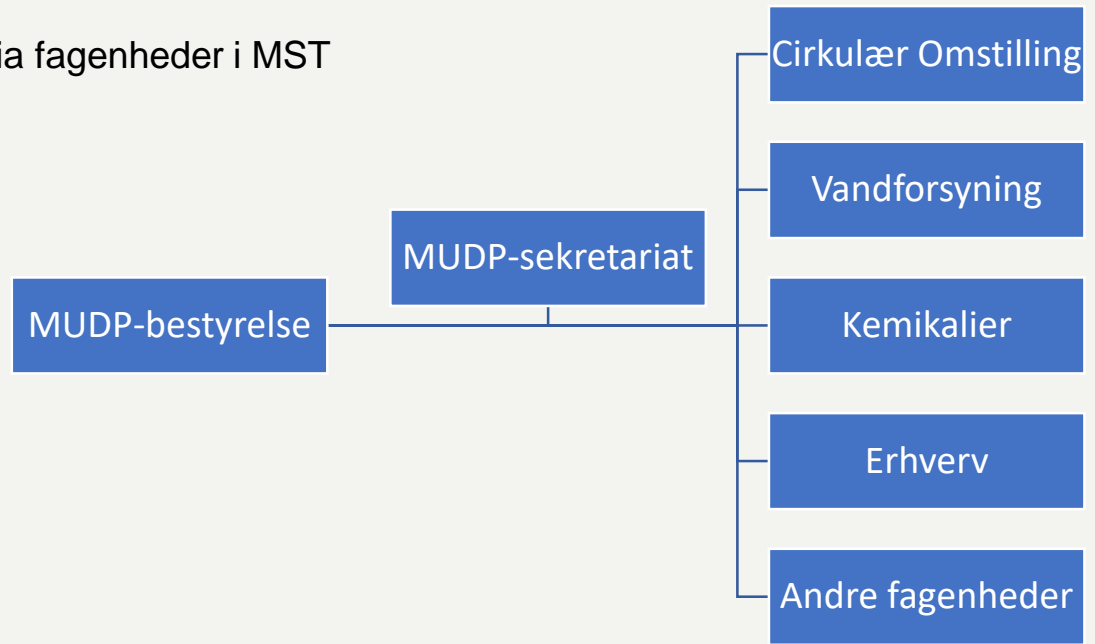 ia fagenheder i MST
Cirkulær Omstilling
Vandforsyning
MUDP-sekretariat
MUDP-bestyrelse
Kemikalier
Erhverv
Andre fagenheder